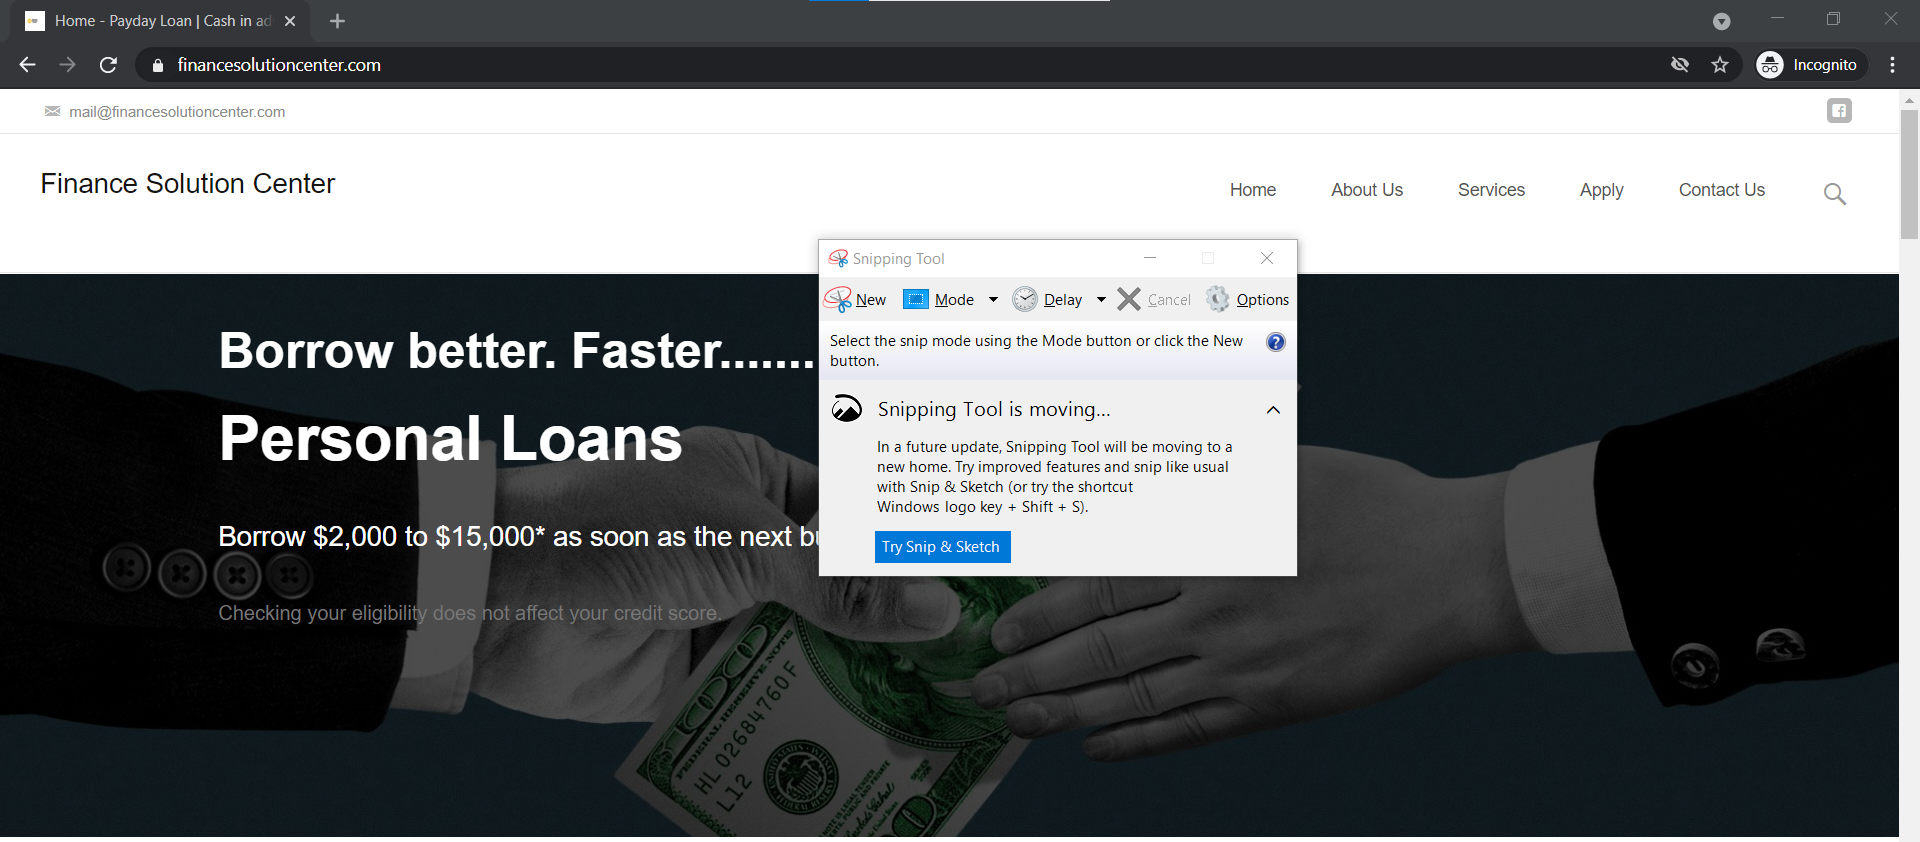 Home - Payday Loan | Cash in ad
financesolutioncenter.com
Incognito
mail@financesolutioncenter.com
Finance Solution Center
Home
About Us
Services
Apply
Contact Us
Snipping Tool
New
Mode
Delay
Cancel
Options
Select the snip mode using the Mode button or click the New
button.
Snipping Tool is moving...
In a future update, Snipping Tool will be moving to a
new home. Try improved features and snip like usual
with Snip & Sketch (or try the shortcut
Windows logo key + Shift + S).
Try Snip & Sketch
Borrow better. Faster.......
Personal Loans
Borrow $2,000 to $15,000* as soon as the next
Checking your eligibility does not affect your credit score.
FEDERAL RESERVE NOTE
HL 02684760F
L12